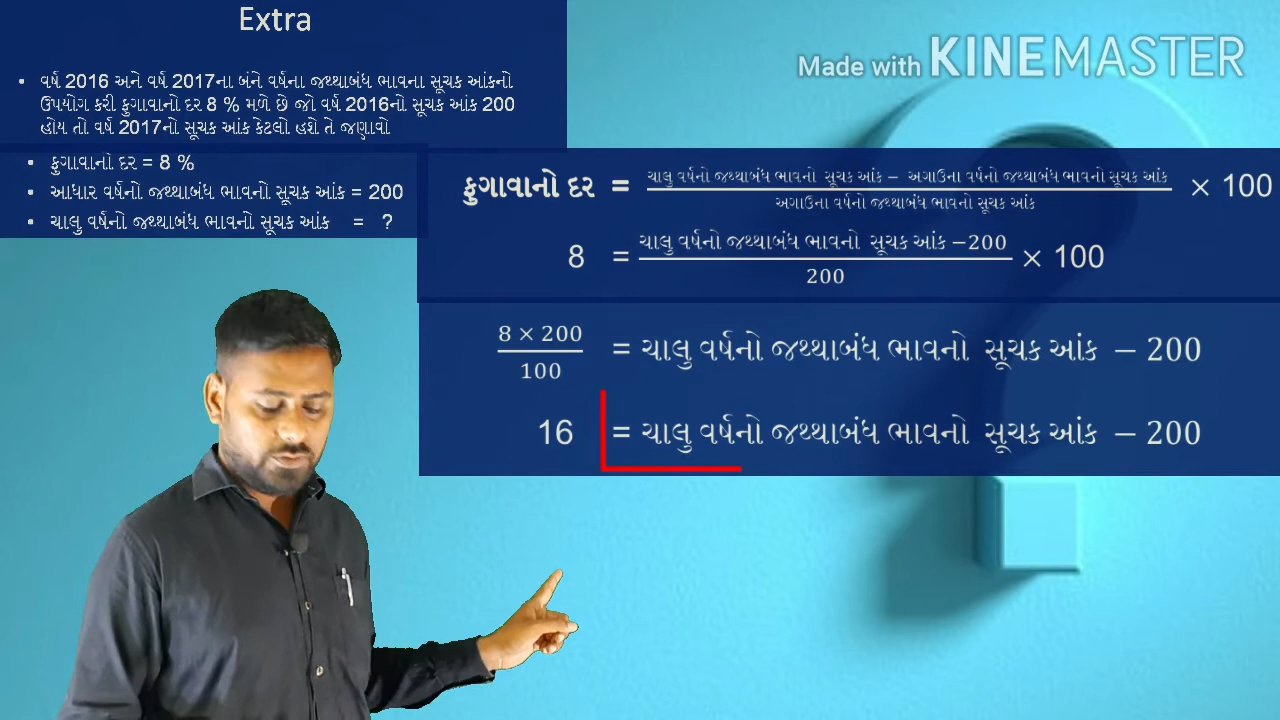 Extra
Made with KINEMASTER
• વર્ષ 2016 અને વર્ષ 2017ના બંને વર્ષના જથ્થાબંધ ભાવના સૂચક આંકનો
ઉપયોગ કરી ફુગાવાનો દર 8 % મળે છે જો વર્ષ 2016નો સૂચક આંક 200
હોય તો વર્ષ 2017નો સૂચક આંક કેટલો હશે તે જણાવો
• ફુગાવાનો દર = 8 %
• આધાર વર્ષનો જથ્થાબંધ ભાવનો સૂચક આંક = 200
• ચાલુ વર્ષનો જથ્થાબંધ ભાવનો સૂચક આંક = ?
ફુગાવાનો દર = ચાલુ વર્ષનો જથ્થાબંધ ભાવનો સૂચક આંક − અગાઉના વર્ષનો જથ્થાબંધ ભાવનો સૂચક આંક × 100
અગાઉના વર્ષનો જથ્થાબંધ ભાવનો સૂચક આંક
8 = ચાલુ વર્ષનો જથ્થાબંધ ભાવનો સૂચક આંક −200 × 100
200
8 × 200
100
= ચાલુ વર્ષનો જથ્થાબંધ ભાવનો સૂચક આંક − 200
16 = ચાલુ વર્ષનો જથ્થાબંધ ભાવનો સૂચક આંક − 200